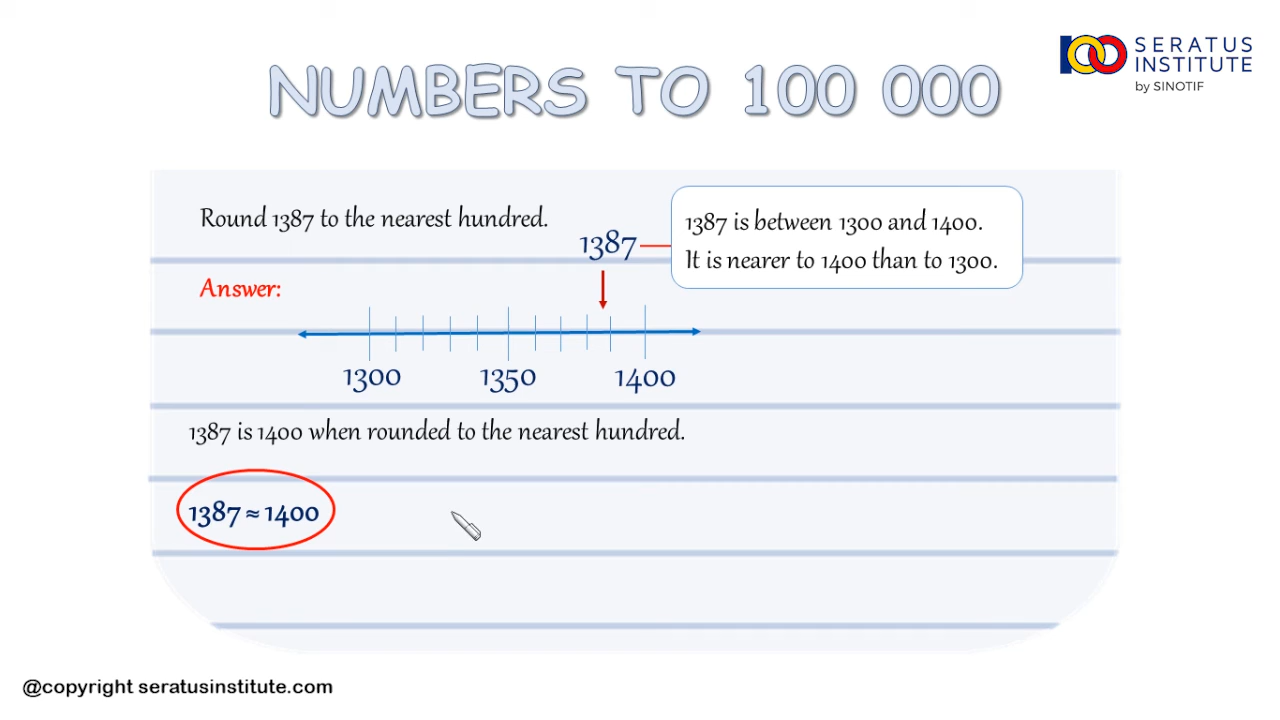 SERATUS
INSTITUTE
by SINOTIF
NUMBERS TO 100 000
Round 1387 to the nearest hundred.
1387
1387 is between 1300 and 1400.
It is nearer to 1400 than to 1300.
Answer:
1300 1350 1400
1387 is 1400 when rounded to the nearest hundred.
1387 ≈ 1400
@copyright seratusinstitute.com